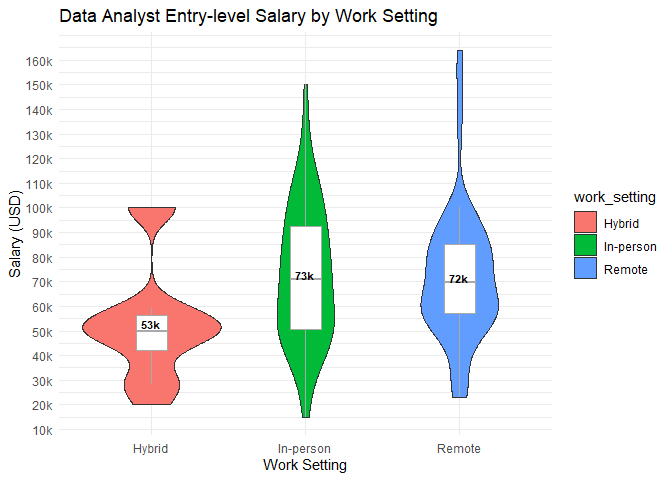 Data Analyst Entry-level Salary by Work Setting
Salary (USD)
160k
150k
140k
130k
120k
110k
100k
90k
80k
70k
60k
50k
40k
30k
20k
10k
53k
73k
72k
Hybrid
In-person
Remote
Work Setting
work_setting
Hybrid
In-person
Remote